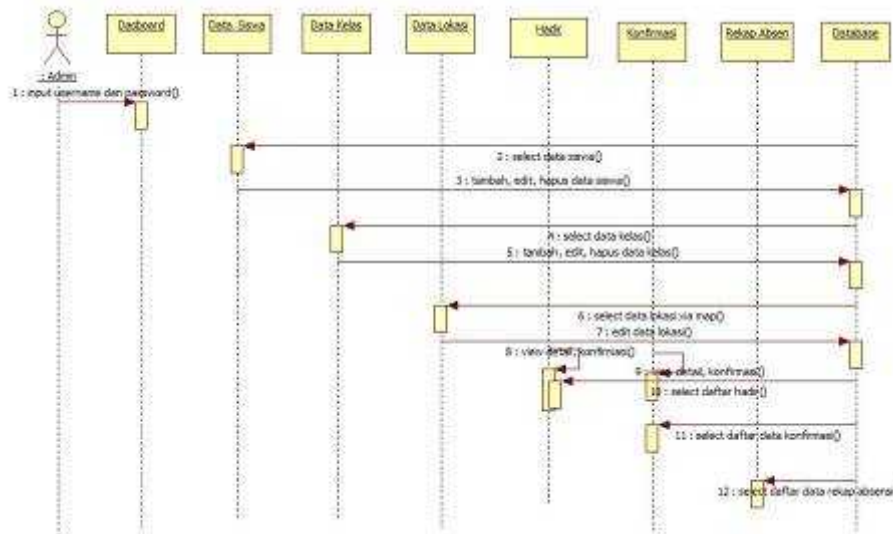 Dasboard
Data Siswa
Data Kelas
Data Lokasi
Hadir
Konfirmasi
Rekap Absen
Database
: Admin
1 : input username dan password()
2 : select data siswa()
3 : tambah, edit, hapus data siswa()
4 : select data kelas()
5 : tambah, edit, hapus data kelas()
6 : select data lokasi via map()
7 : edit data lokasi()
8 : view detail, konfirmasi()
9 : detail, konfirmasi()
10 : select daftar hadir()
11 : select daftar data konfirmasi()
12 : select daftar data rekap absensi